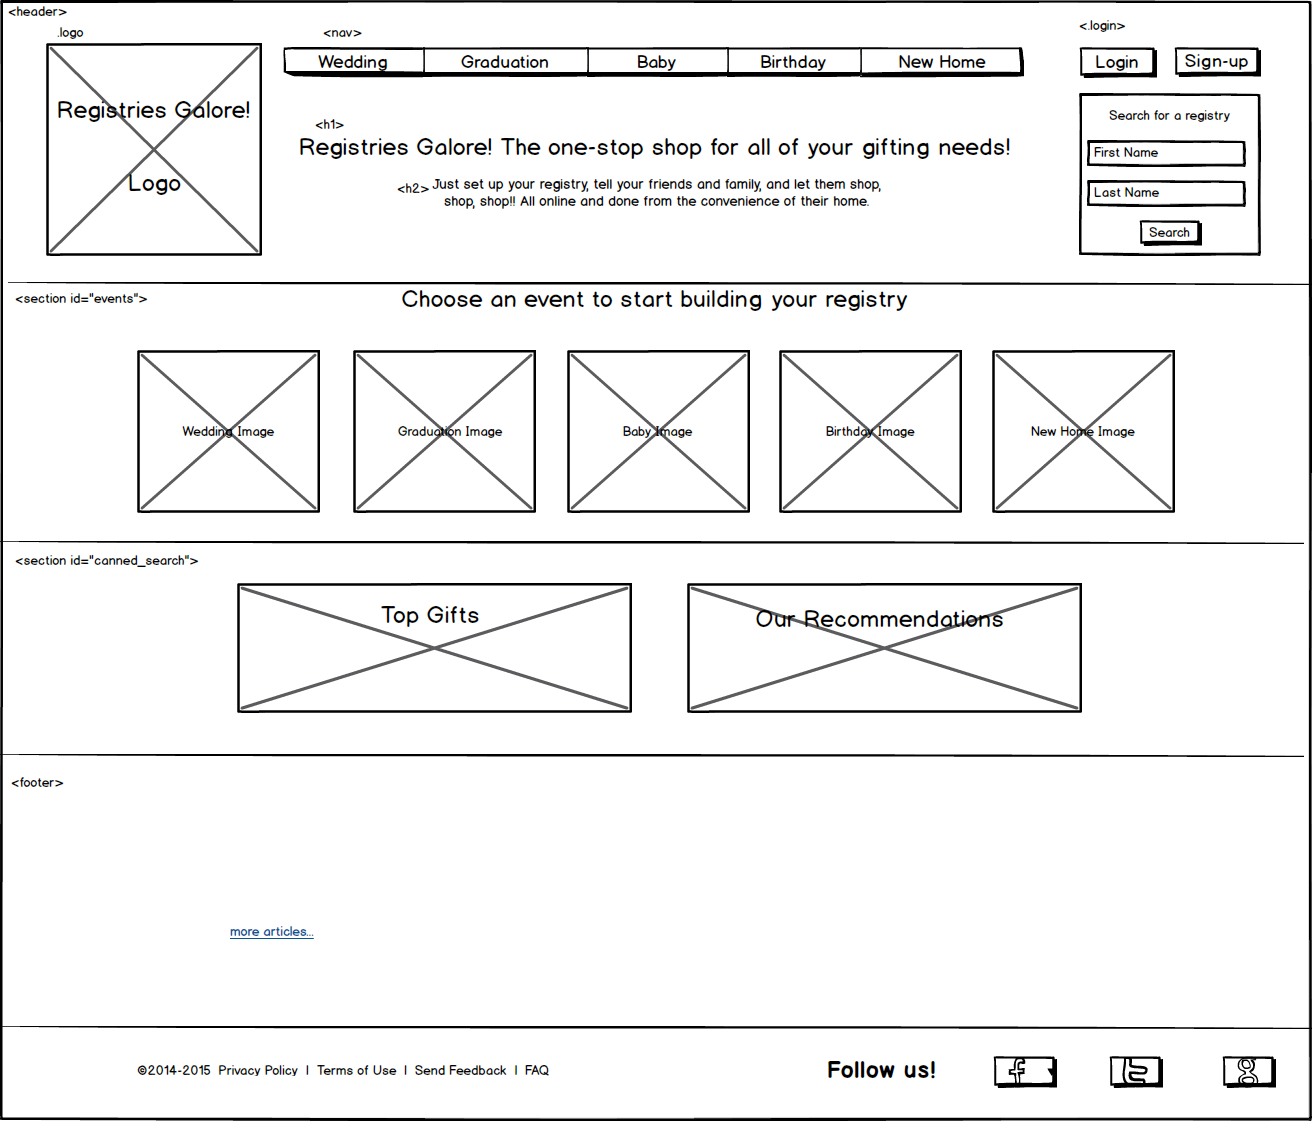 <header>
.logo
<nav>
<.login>
Wedding
Graduation
Baby
Birthday
New Home
Login
Sign-up
Registries Galore!
Logo
<h1>
Registries Galore! The one-stop shop for all of your gifting needs!
<h2>
Just set up your registry, tell your friends and family, and let them shop,
shop, shop!! All online and done from the convenience of their home.
Search for a registry
First Name
Last Name
Search
<section id="events">
Choose an event to start building your registry
Wedding Image
Graduation Image
Baby Image
Birthday Image
New Home Image
<section id="canned_search">
Top Gifts
Our Recommendations
<footer>
more articles...
©2014-2015 Privacy Policy | Terms of Use | Send Feedback | FAQ
Follow us!
f
t
g